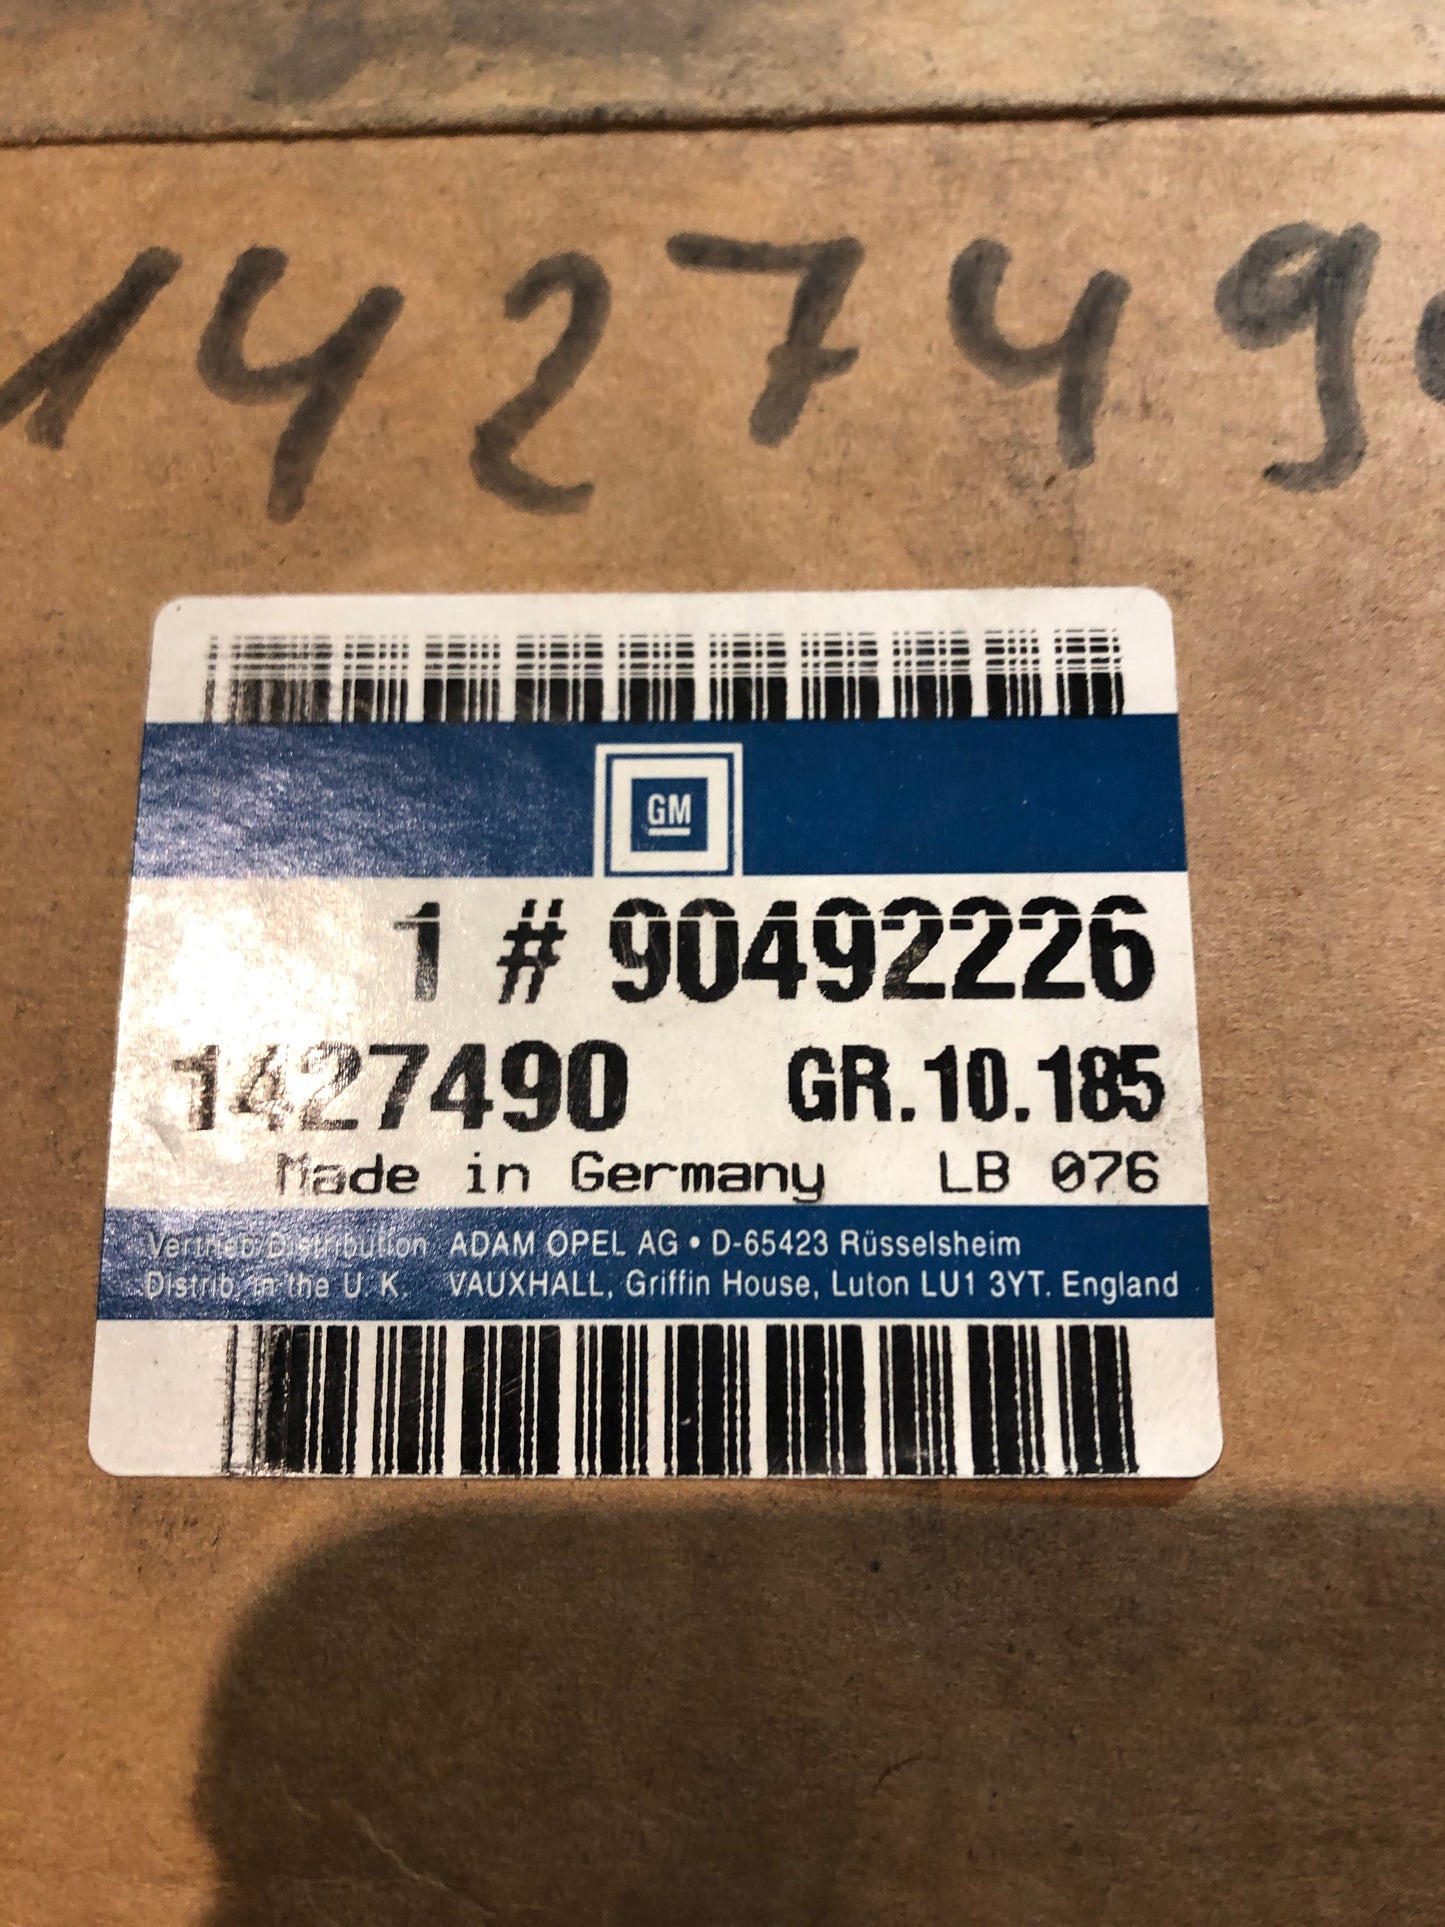 142749
GM
1 # 90492226
1427490 GR.10.185
Made in Germany LB 076
Vertrieb/Distribution ADAM OPEL AG • D-65423 Rüsselsheim
Distrib. in the U. K. VAUXHALL, Griffin House, Luton LU1 3YT. England